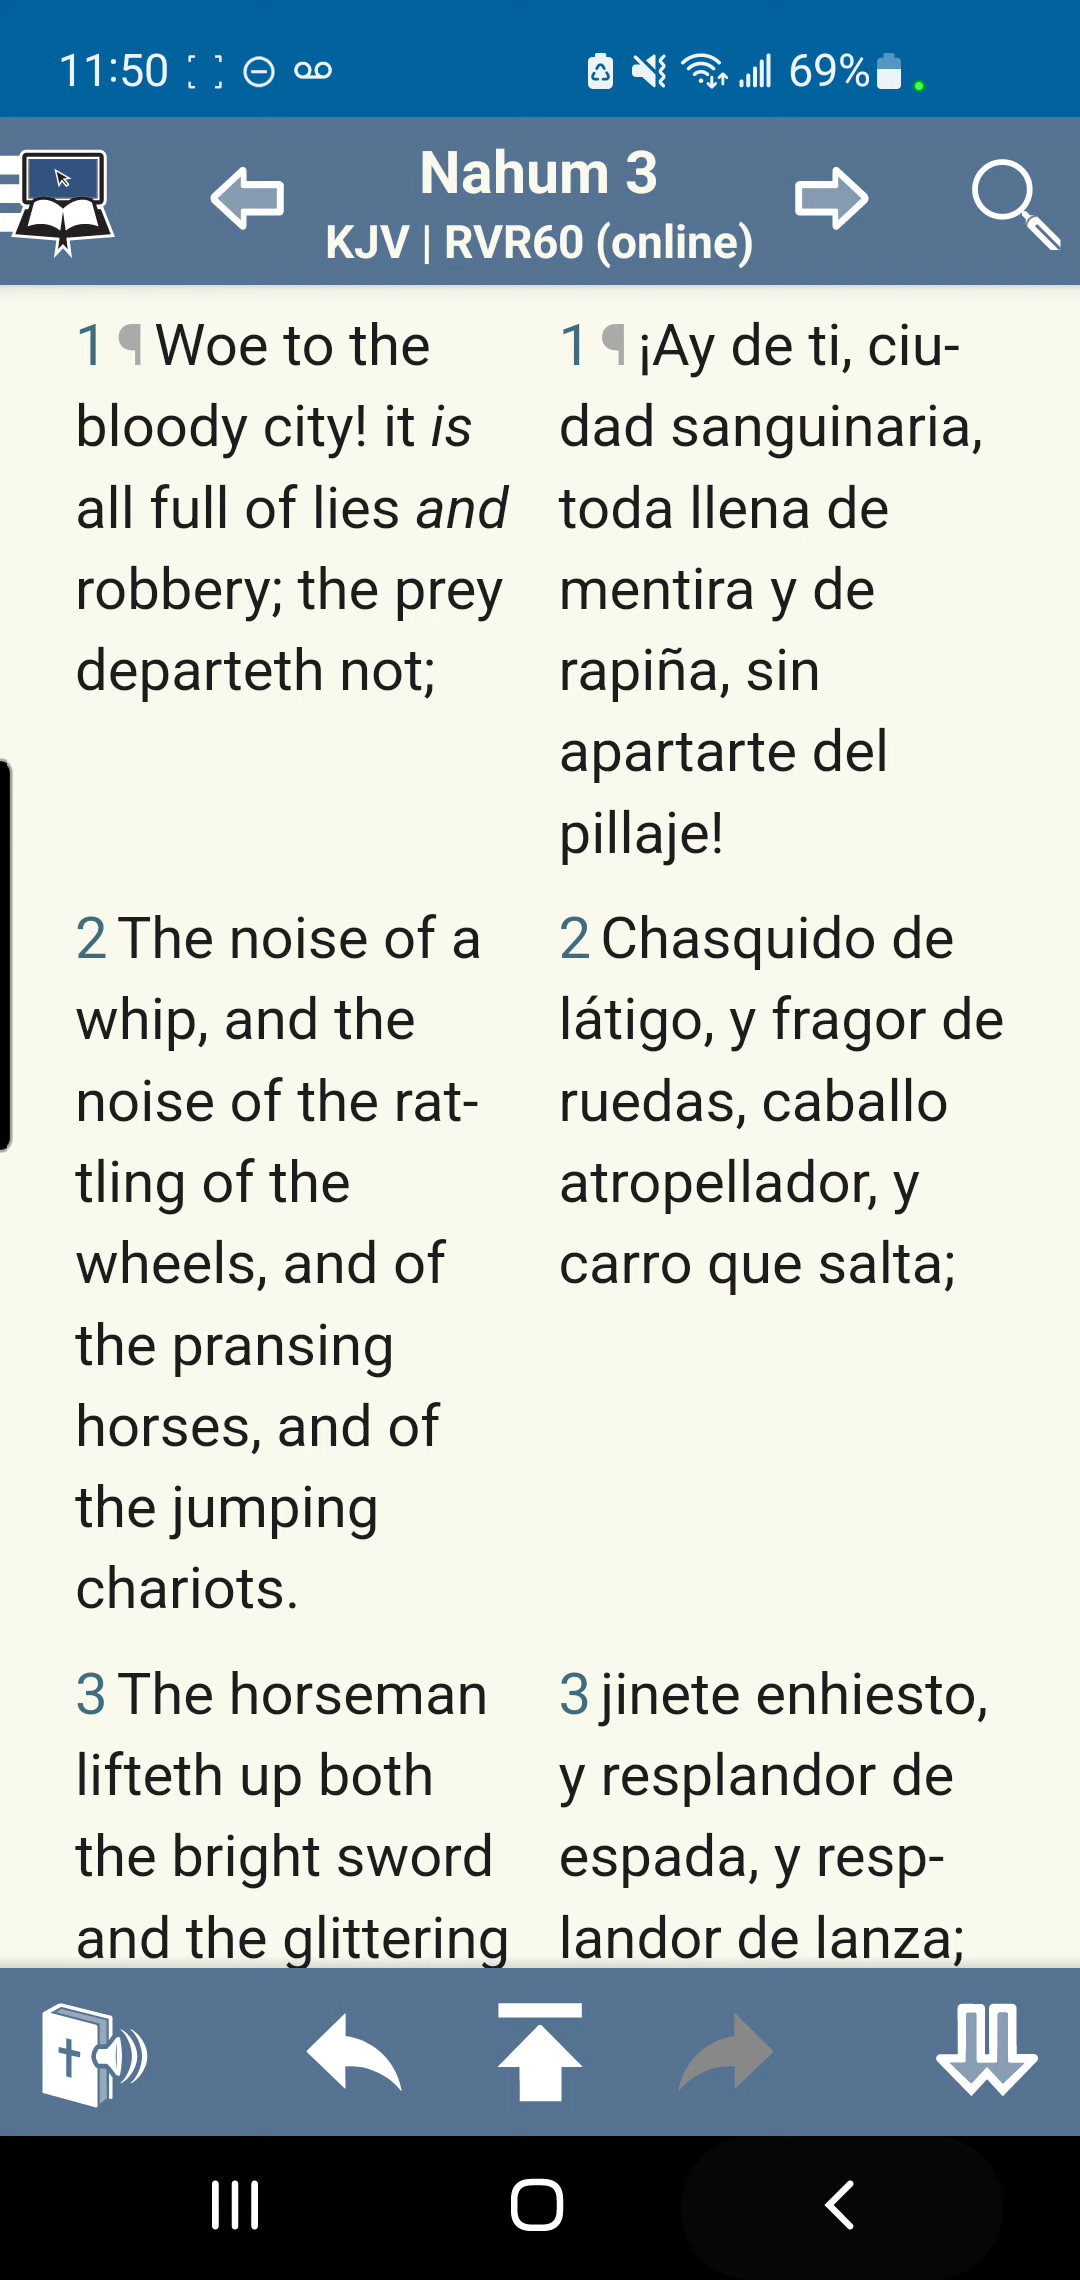 11:50
69%
Nahum 3
KJV | RVR60 (online)
1 ¶ Woe to the
bloody city! it is
all full of lies and
robbery; the prey
departeth not;
1 ¶ ¡Ay de ti, ciu-
dad sanguinaria,
toda llena de
mentira y de
rapiña, sin
apartarte del
pillaje!
2 The noise of a
whip, and the
noise of the rat-
tling of the
wheels, and of
the pransing
horses, and of
the jumping
chariots.
2 Chasquido de
látigo, y fragor de
ruedas, caballo
atropellador, y
carro que salta;
3 The horseman
lifteth up both
the bright sword
and the glittering
3 jinete enhiesto,
y resplandor de
espada, y resp-
landor de lanza;